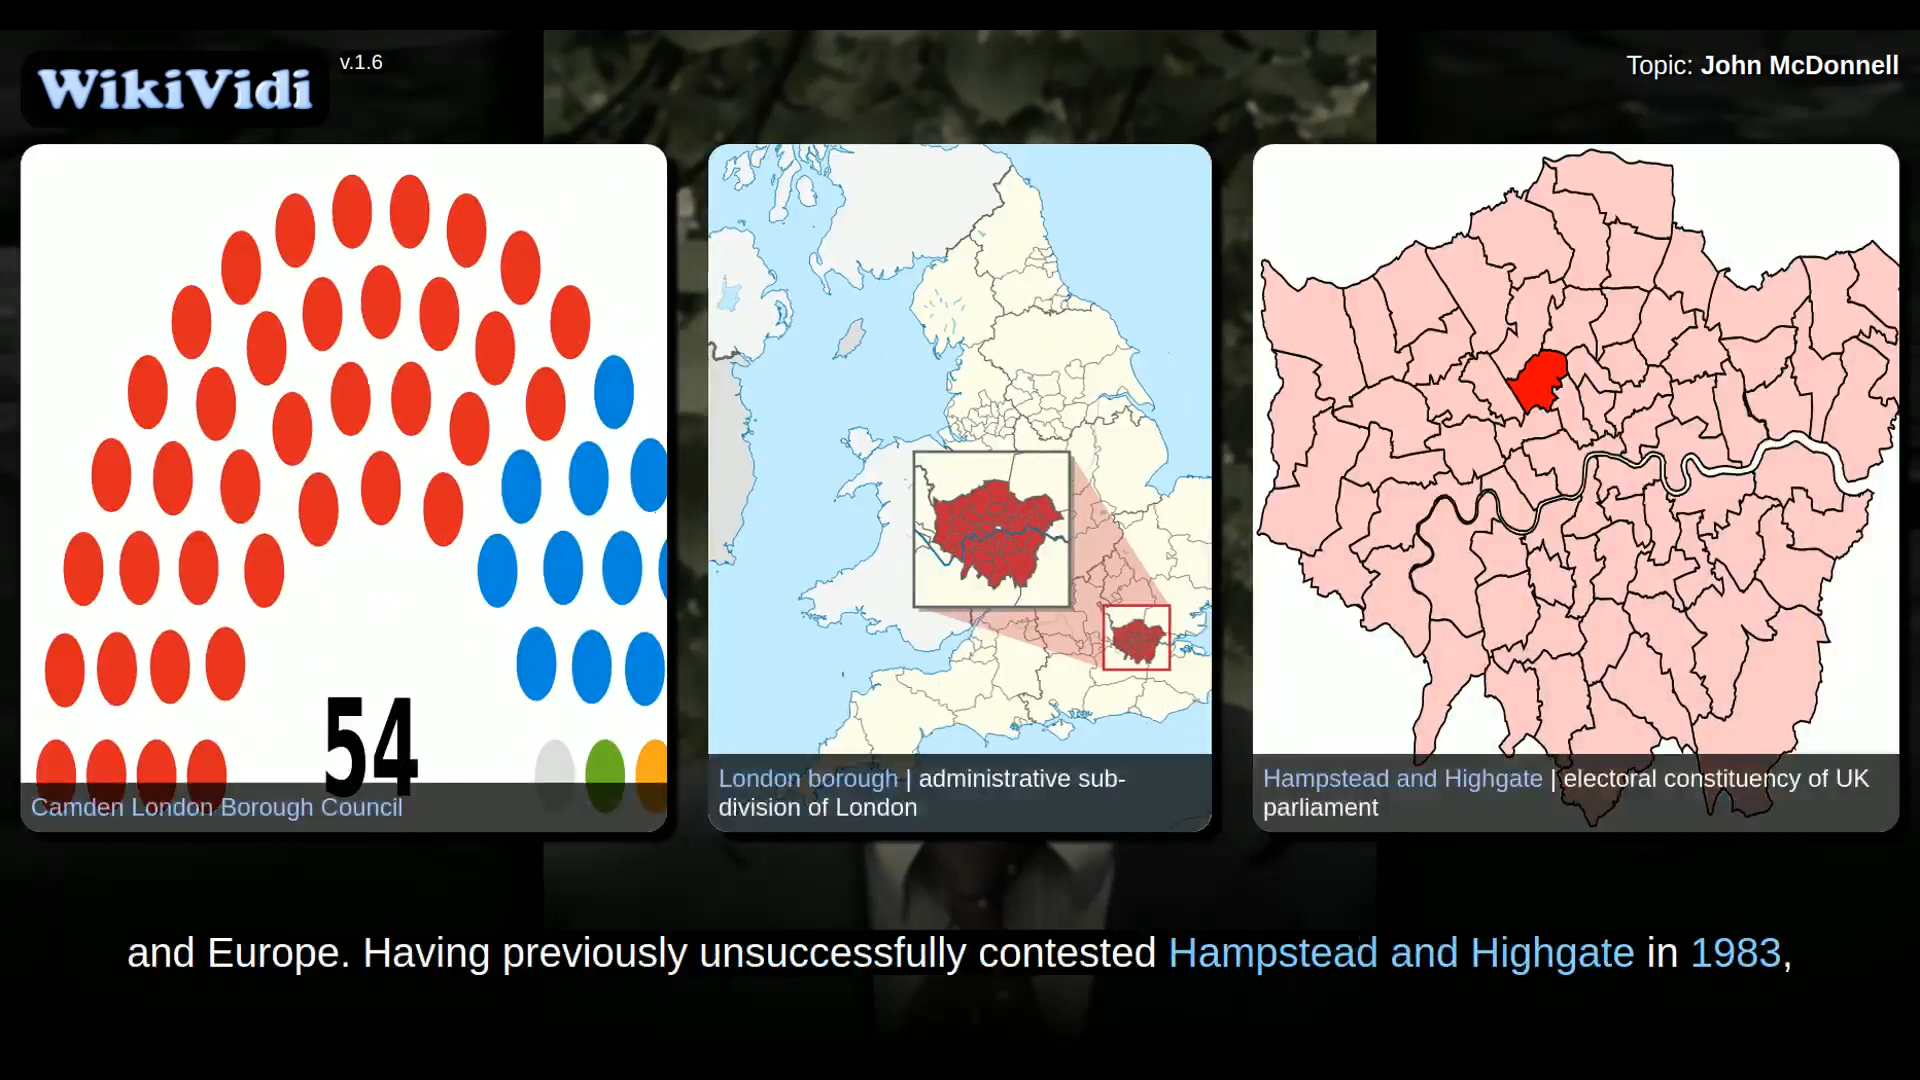 WikiVidi
v.1.6
Topic: John McDonnell
54
Camden London Borough Council
London borough | administrative sub-
division of London
Hampstead and Highgate | electoral constituency of UK
parliament
and Europe. Having previously unsuccessfully contested Hampstead and Highgate in 1983,